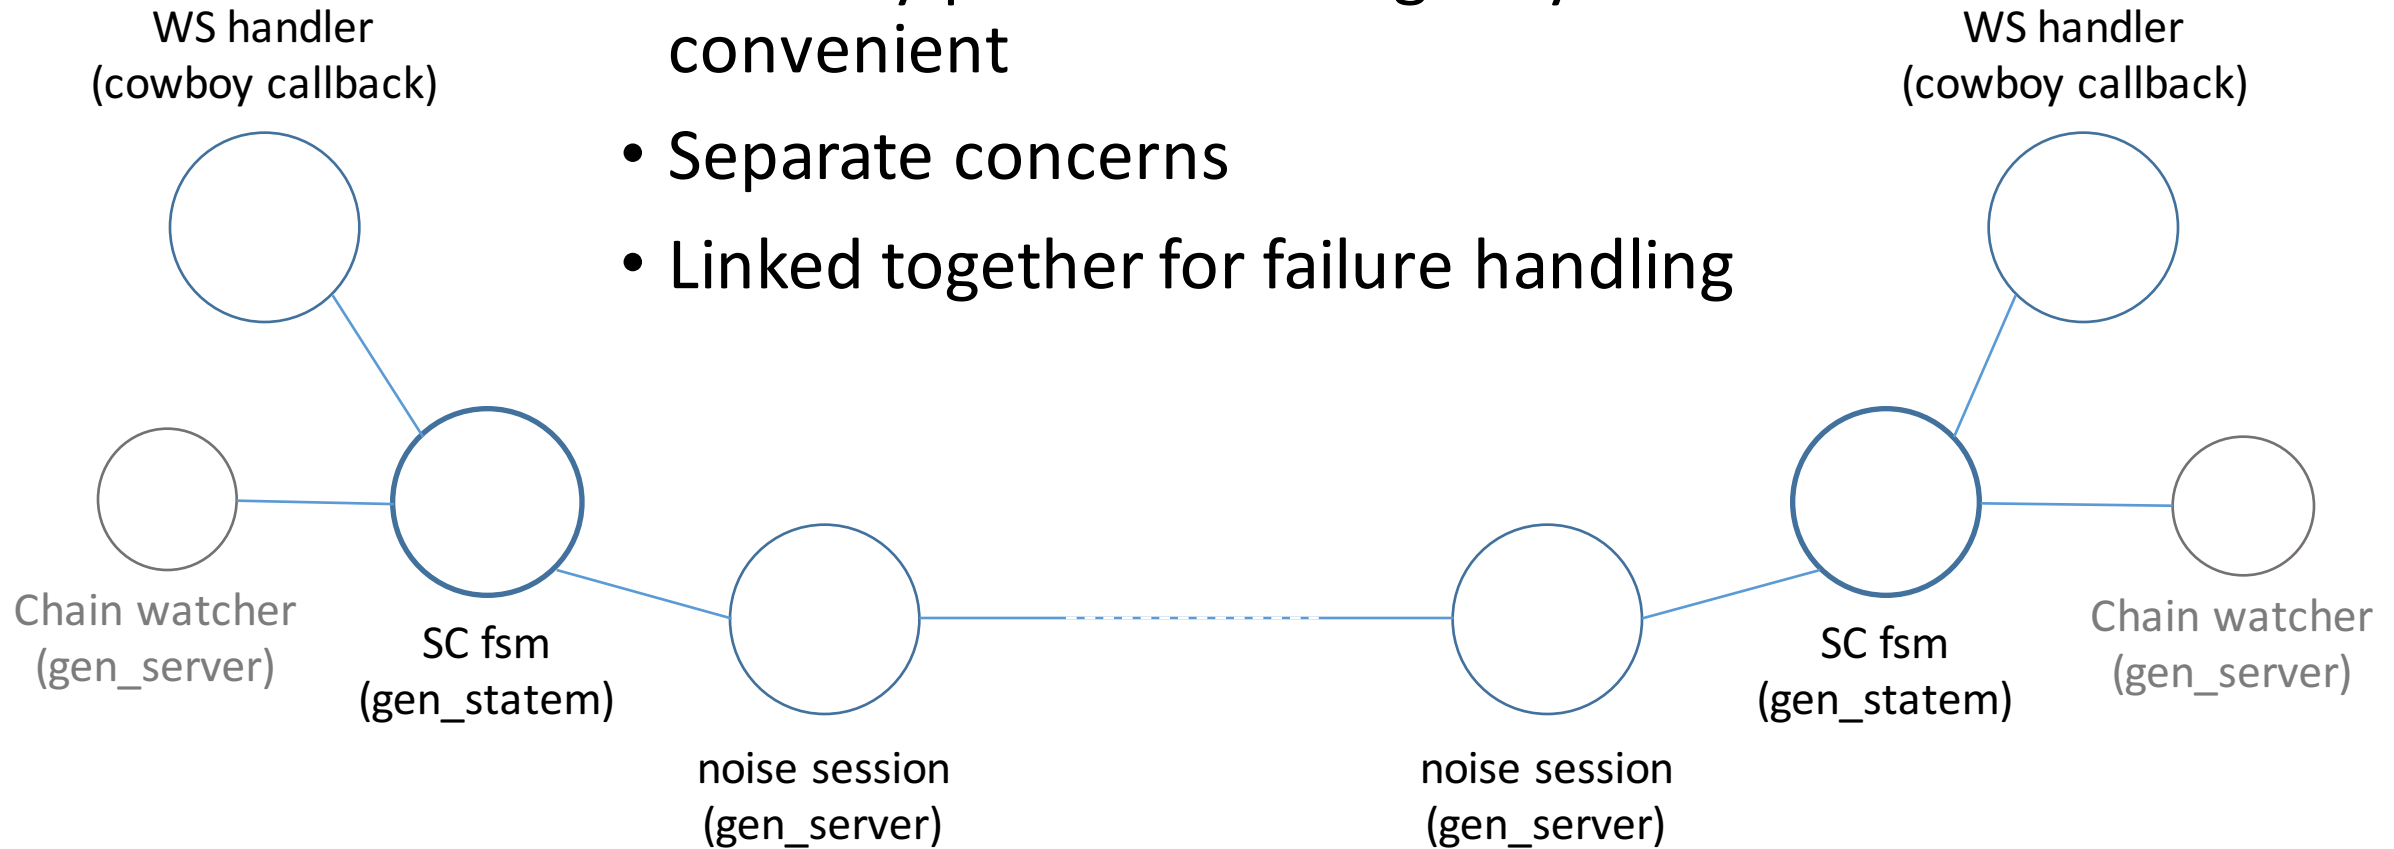 convenient
• Separate concerns
• Linked together for failure handling
WS handler
(cowboy callback)
WS handler
(cowboy callback)
Chain watcher
(gen_server)
SC fsm
(gen_statem)
noise session
(gen_server)
noise session
(gen_server)
SC fsm
(gen_statem)
Chain watcher
(gen_server)